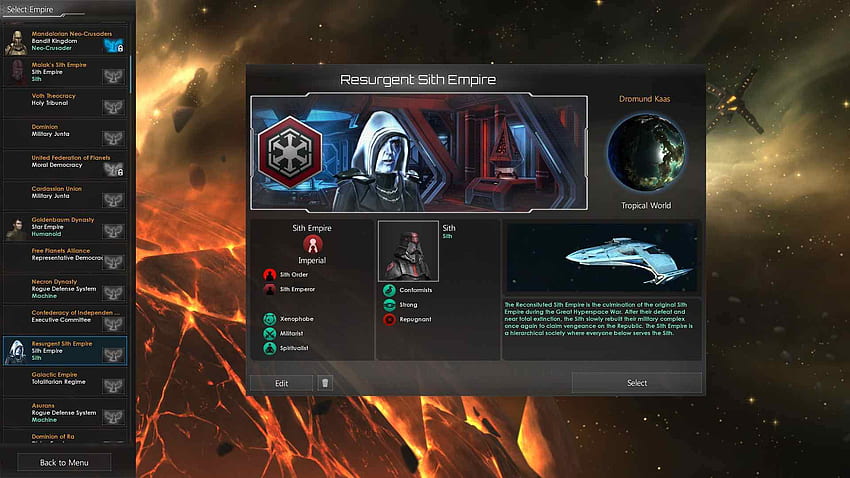 Select Empire
Mandalorian Neo-Crusaders
Bandit Kingdom
Neo-Crusader
Malak's Sith Empire
Sith Empire
Sith
Voth Theocracy
Holy Tribunal
Dominion
Military Junta
United Federation of Planets
Moral Democracy
Cardassian Union
Military Junta
Goldenbaum Dynasty
Star Empire
Humanoid
Free Planets Alliance
Representative Democrac
Necron Dynasty
Rogue Defense System
Machine
Confederacy of Independen ...
Executive Committee
Resurgent Sith Empire
Sith Empire
Sith
Galactic Empire
Totalitarian Regime
Asurans
Rogue Defense System
Machine
Dominion of Ra
Back to Menu
Resurgent Sith Empire
Dromund Kaas
Tropical World
Sith Empire
Imperial
Sith Order
Sith Emperor
Xenophobe
Militarist
Spiritualist
Sith
Sith
Conformists
Strong
Repugnant
The Reconsituted Sith Empire is the culmination of the original Sith
Empire during the Great Hyperspace War. After their defeat and
near total extinction, the Sith slowly rebuilt their military complex
once again to claim vengeance on the Republic. The Sith Empire is
a hierarchical society where everyone below serves the Sith.
Edit
Select